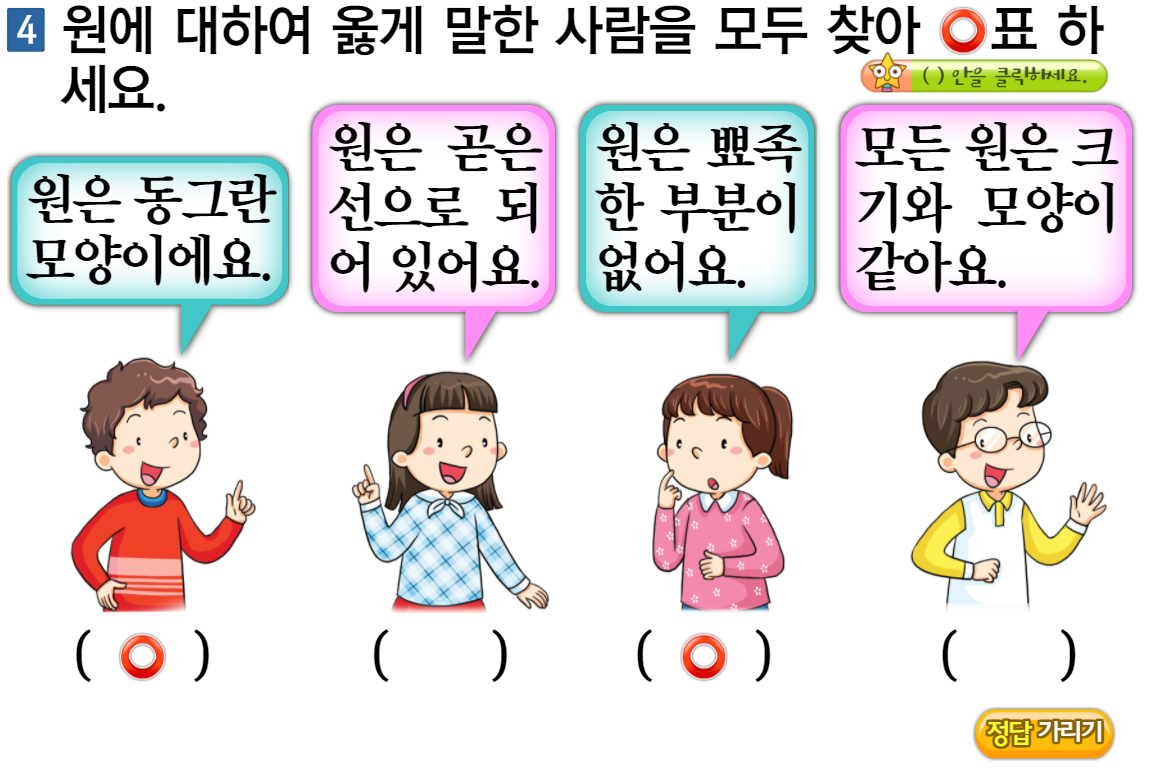 4 원에 대하여 옳게 말한 사람을 모두 찾아 ○표 하
세요.
( ) 안을 클릭하세요.
원은 동그란
모양이에요.
원은 곧은
선으로 되
어 있어요.
원은 뾰족
한 부분이
없어요.
모든 원은 크
기와 모양이
같아요.
( ○ ) ( ) ( ○ ) ( )
정답 가리기